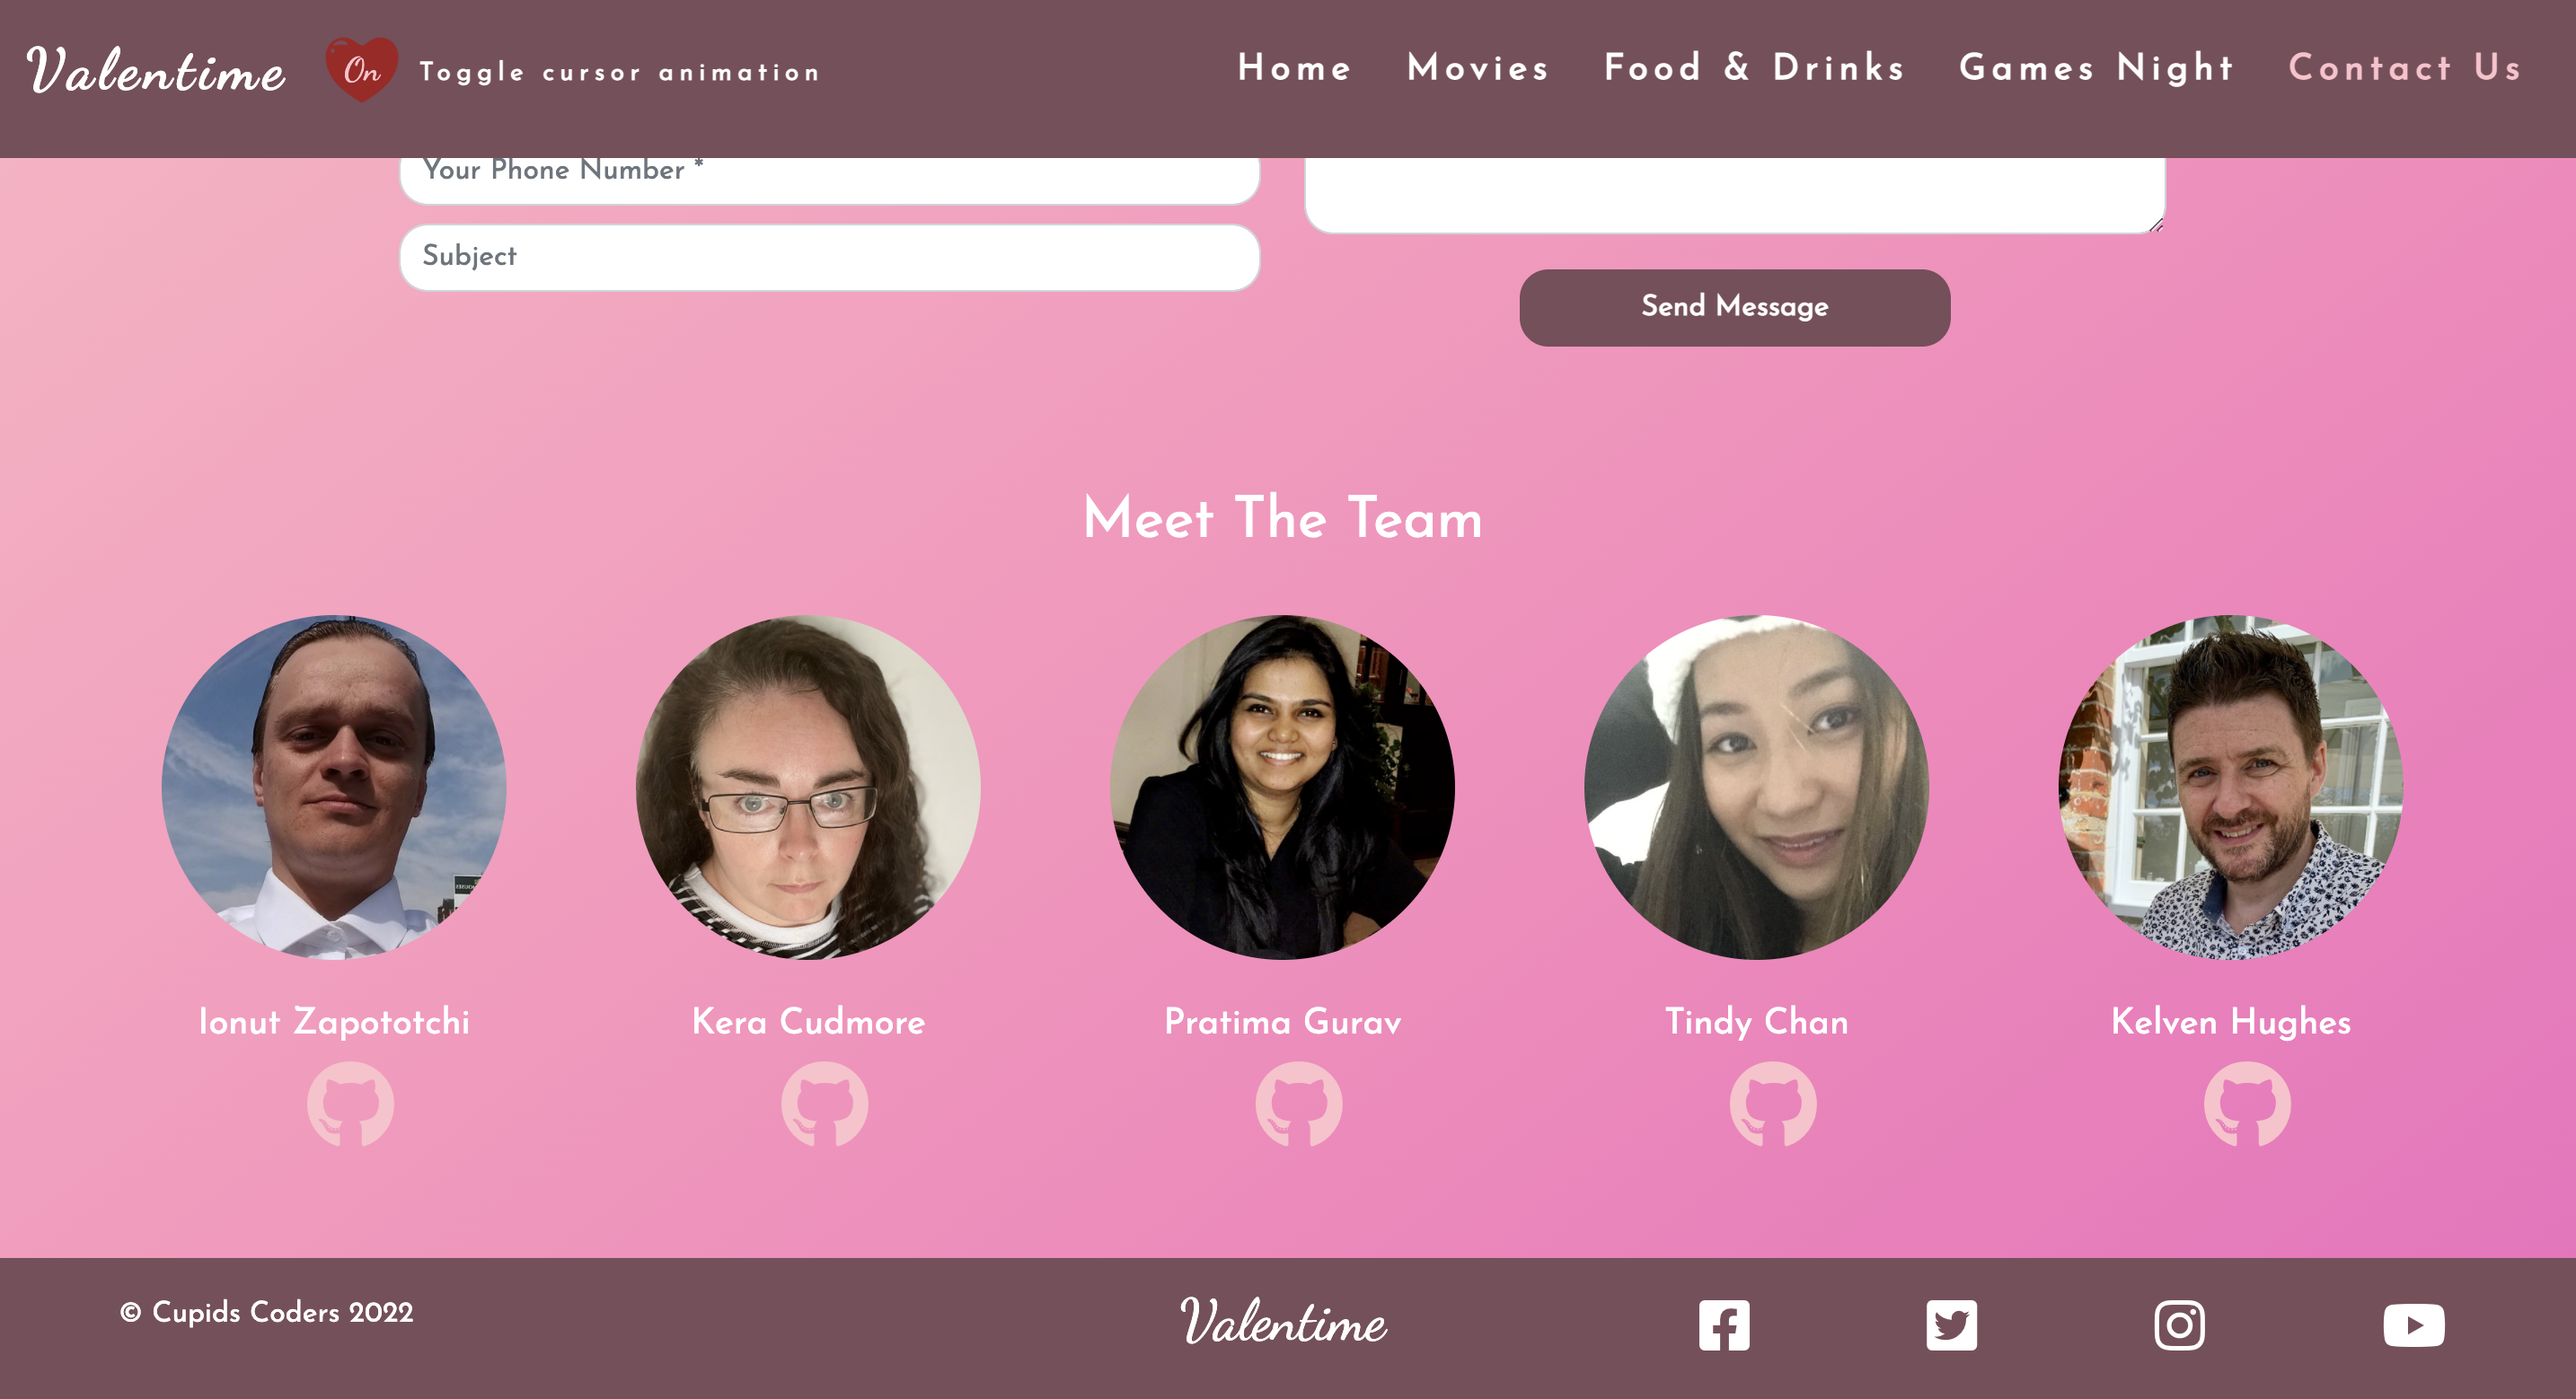 Valentime
On
Toggle cursor animation
Home
Movies
Food & Drinks
Games Night
Contact Us
Your Phone Number *
Subject
Send Message
Meet The Team
Ionut Zapototchi
Kera Cudmore
Pratima Gurav
Tindy Chan
Kelven Hughes
© Cupids Coders 2022
Valentime